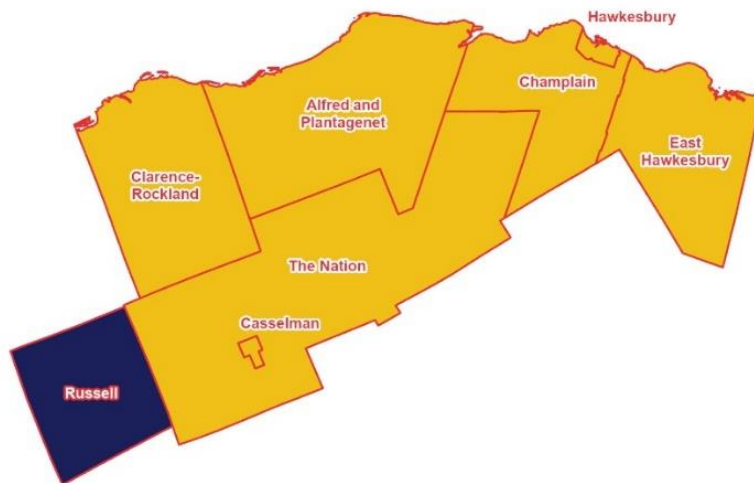 Hawkesbury
Champlain
Alfred and
Plantagenet
East
Hawkesbury
Clarence-
Rockland
The Nation
Casselman
Russell